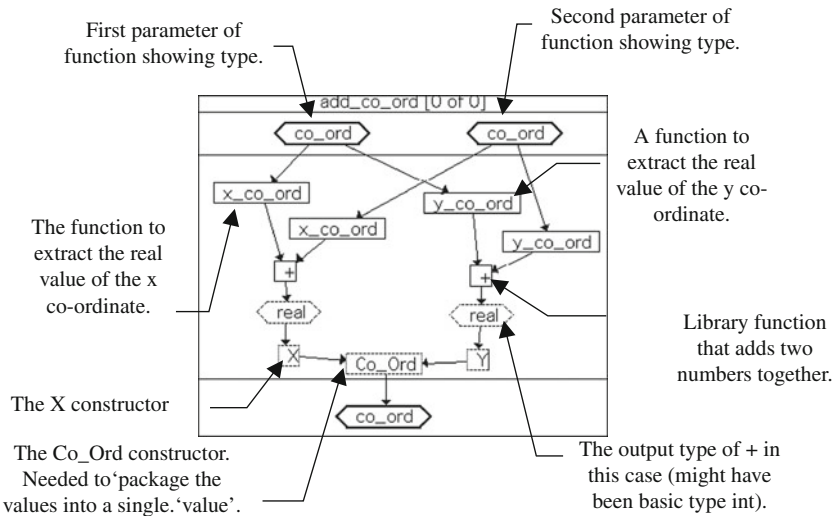 First parameter of
function showing type.
Second parameter of
function showing type.
add_co_ord [0 of 0]
co_ord
co_ord
A function to
extract the real
value of the y co-
ordinate.
x_co_ord
y_co_ord
x_co_ord
y_co_ord
The function to
extract the real
value of the x
co-ordinate.
+
+
real
real
Library function
that adds two
numbers together.
X
Co_Ord
Y
The X constructor
co_ord
The Co_Ord constructor.
Needed to‘package the
values into a single.‘value’.
The output type of + in
this case (might have
been basic type int).